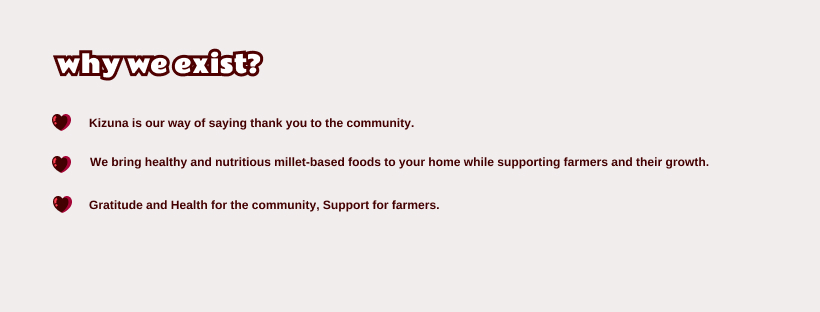 why we exist?
Kizuna is our way of saying thank you to the community.
We bring healthy and nutritious millet-based foods to your home while supporting farmers and their growth.
Gratitude and Health for the community, Support for farmers.